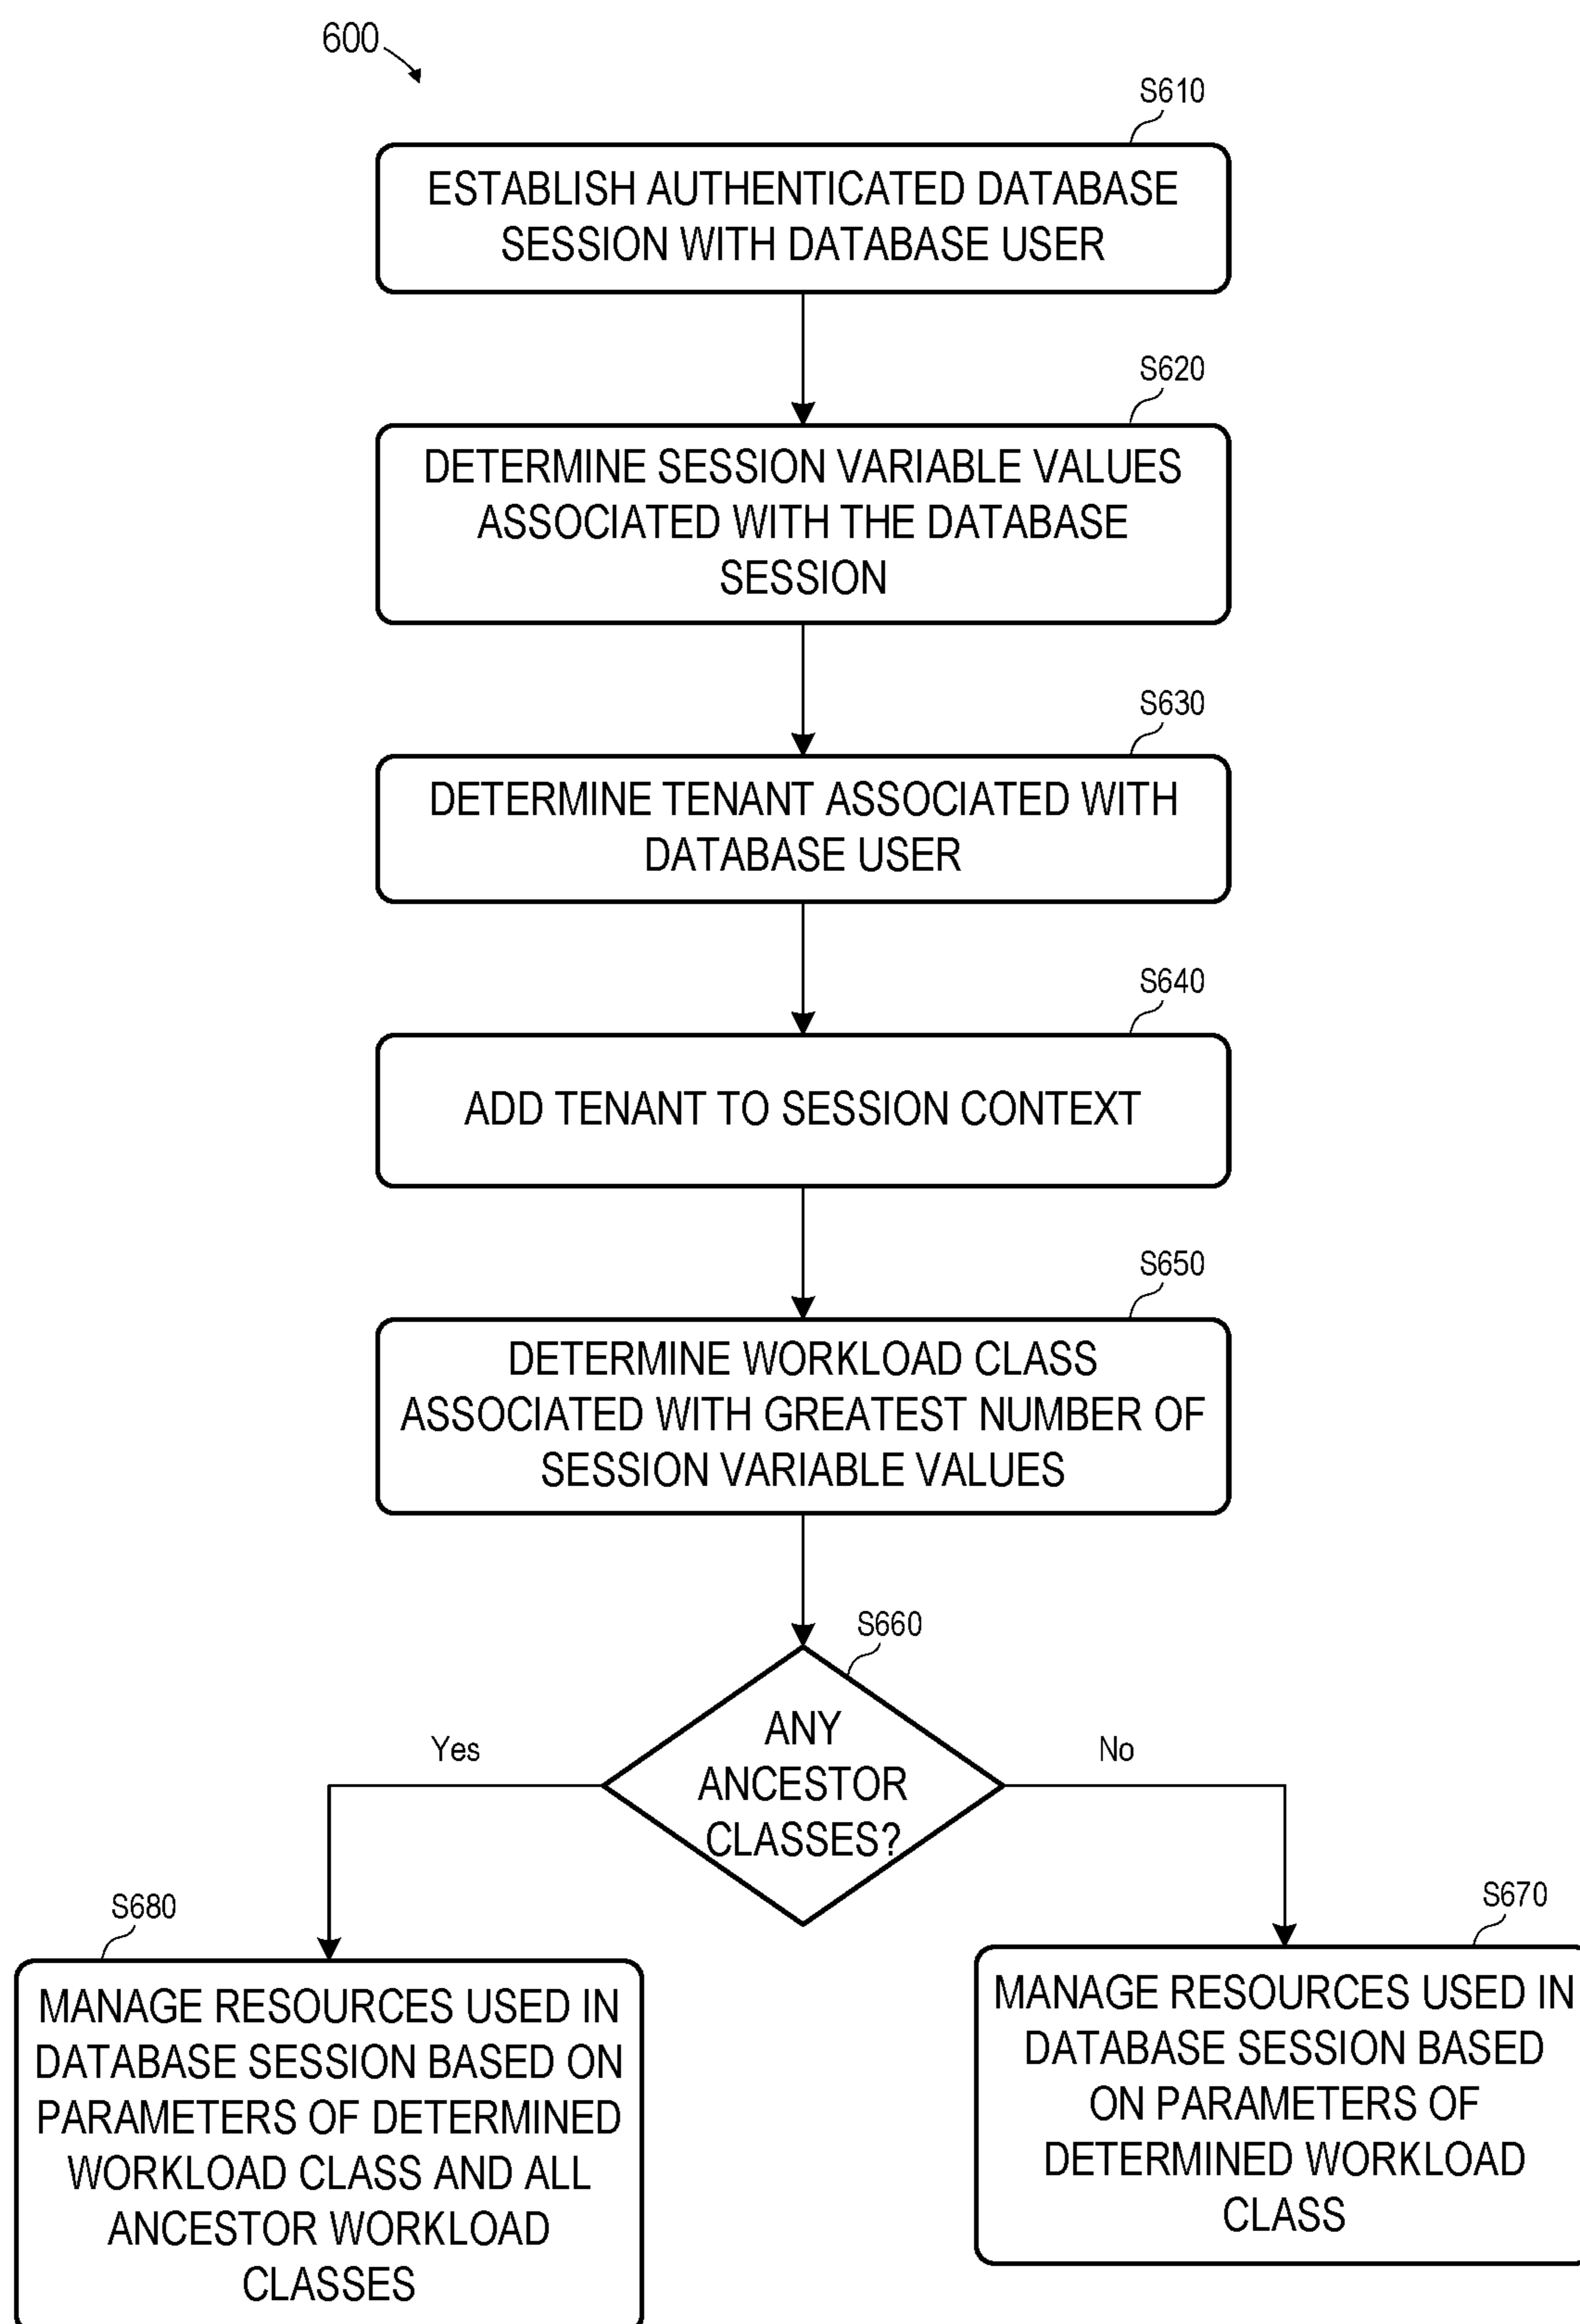 600
S610
ESTABLISH AUTHENTICATED DATABASE
SESSION WITH DATABASE USER
S620
DETERMINE SESSION VARIABLE VALUES
ASSOCIATED WITH THE DATABASE
SESSION
S630
DETERMINE TENANT ASSOCIATED WITH
DATABASE USER
S640
ADD TENANT TO SESSION CONTEXT
S650
DETERMINE WORKLOAD CLASS
ASSOCIATED WITH GREATEST NUMBER OF
SESSION VARIABLE VALUES
S660
ANY
ANCESTOR
CLASSES?
Yes
No
S680
MANAGE RESOURCES USED IN
DATABASE SESSION BASED ON
PARAMETERS OF DETERMINED
WORKLOAD CLASS AND ALL
ANCESTOR WORKLOAD
CLASSES
S670
MANAGE RESOURCES USED IN
DATABASE SESSION BASED
ON PARAMETERS OF
DETERMINED WORKLOAD
CLASS